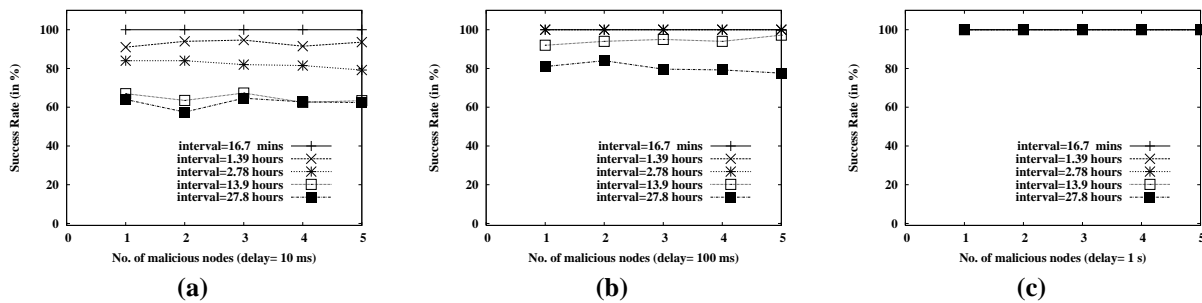 100
80
60
40
20
0
Success Rate (in %)
interval=16.7 mins
interval=1.39 hours
interval=2.78 hours
interval=13.9 hours
interval=27.8 hours
0 1 2 3 4 5
No. of malicious nodes (delay= 10 ms)
(a)
100
80
60
40
20
0
Success Rate (in %)
interval=16.7 mins
interval=1.39 hours
interval=2.78 hours
interval=13.9 hours
interval=27.8 hours
0 1 2 3 4 5
No. of malicious nodes (delay= 100 ms)
(b)
100
80
60
40
20
0
Success Rate (in %)
interval=16.7 mins
interval=1.39 hours
interval=2.78 hours
interval=13.9 hours
interval=27.8 hours
0 1 2 3 4 5
No. of malicious nodes (delay= 1 s)
(c)